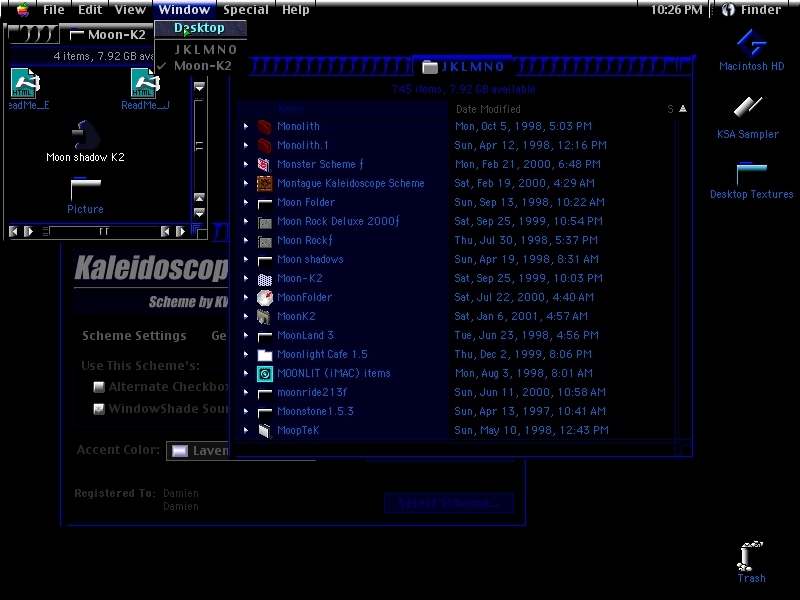 File Edit View Window Special Help 10:26 PM Finder
Desktop
JKLMNO
Moon-K2
Moon-K2
4 items, 7.92 GB ava
eadMe_E
ReadMe_J
Moon shadow K2
Picture
JKLMNO
745 items, 7.92 GB available
Name Date Modified S
Monolith Mon, Oct 5, 1998, 5:03 PM
Monolith.1 Sun, Apr 12, 1998, 12:16 PM
Monster Scheme ƒ Mon, Feb 21, 2000, 6:48 PM
Montague Kaleidoscope Scheme Sat, Feb 19, 2000, 4:29 AM
Moon Folder Sun, Sep 13, 1998, 10:22 AM
Moon Rock Deluxe 2000ƒ Sat, Sep 25, 1999, 10:54 PM
Moon Rockƒ Thu, Jul 30, 1998, 5:37 PM
Moon shadows Sun, Apr 19, 1998, 8:31 AM
Moon-K2 Sat, Sep 25, 1999, 10:03 PM
MoonFolder Sat, Jul 22, 2000, 4:40 AM
MoonK2 Sat, Jan 6, 2001, 4:57 AM
MoonLand 3 Tue, Jun 23, 1998, 4:56 PM
Moonlight Cafe 1.5 Thu, Dec 2, 1999, 8:06 PM
MOONLIT (iMAC) items Mon, Aug 3, 1998, 8:01 AM
moonride213f Sun, Jun 11, 2000, 10:58 AM
Moonstone1.5.3 Sun, Apr 13, 1997, 10:41 AM
MoopTeK Sun, May 10, 1998, 12:43 PM
Kaleidoscop
Scheme by KW
Scheme Settings Ge
Use This Scheme's:
Alternate Checkbo
WindowShade Sou
Accent Color: Laven
Registered To: Damien
Damien
Select Scheme...
Macintosh HD
KSA Sampler
Desktop Textures
Trash